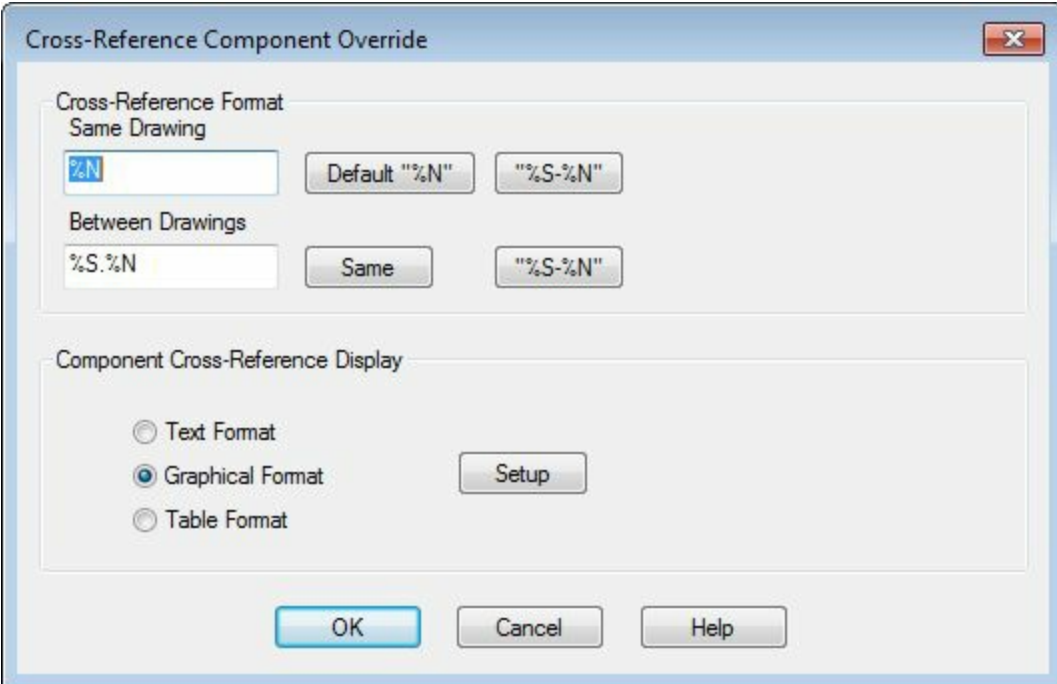 Cross-Reference Component Override
Cross-Reference Format
Same Drawing
%N
Default "%N"
"%S-%N"
Between Drawings
%S.%N
Same
"%S-%N"
Component Cross-Reference Display
Text Format
Graphical Format
Setup
Table Format
OK
Cancel
Help